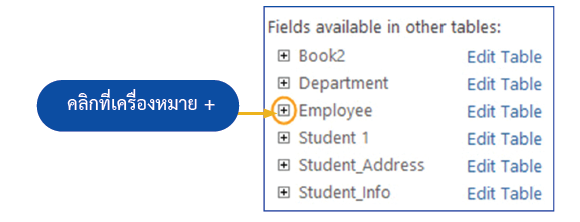 Fields available in other tables:
Book2 Edit Table
Department Edit Table
คลิกที่เครื่องหมาย +
Employee Edit Table
Student 1 Edit Table
Student_Address Edit Table
Student_Info Edit Table